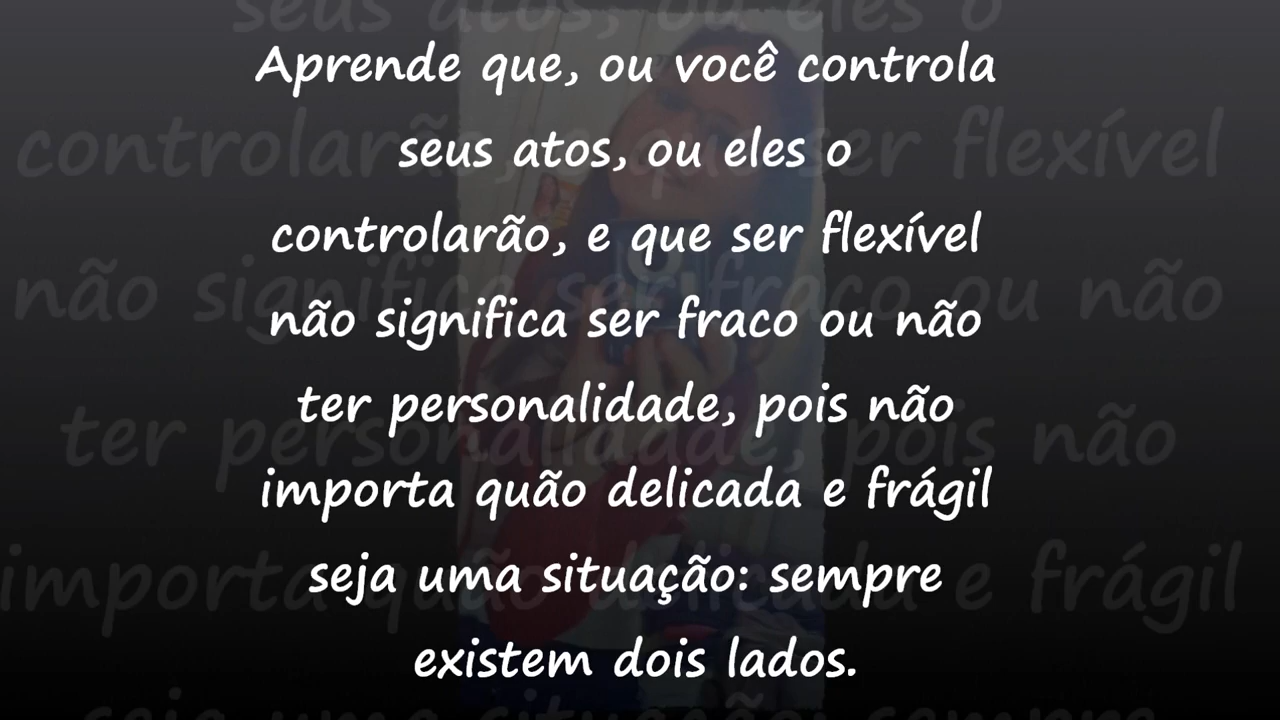 Aprende que, ou você controla
seus atos, ou eles o
controlarão, e que ser flexível
não significa ser fraco ou não
ter personalidade, pois não
importa quão delicada e frágil
seja uma situação: sempre
existem dois lados.